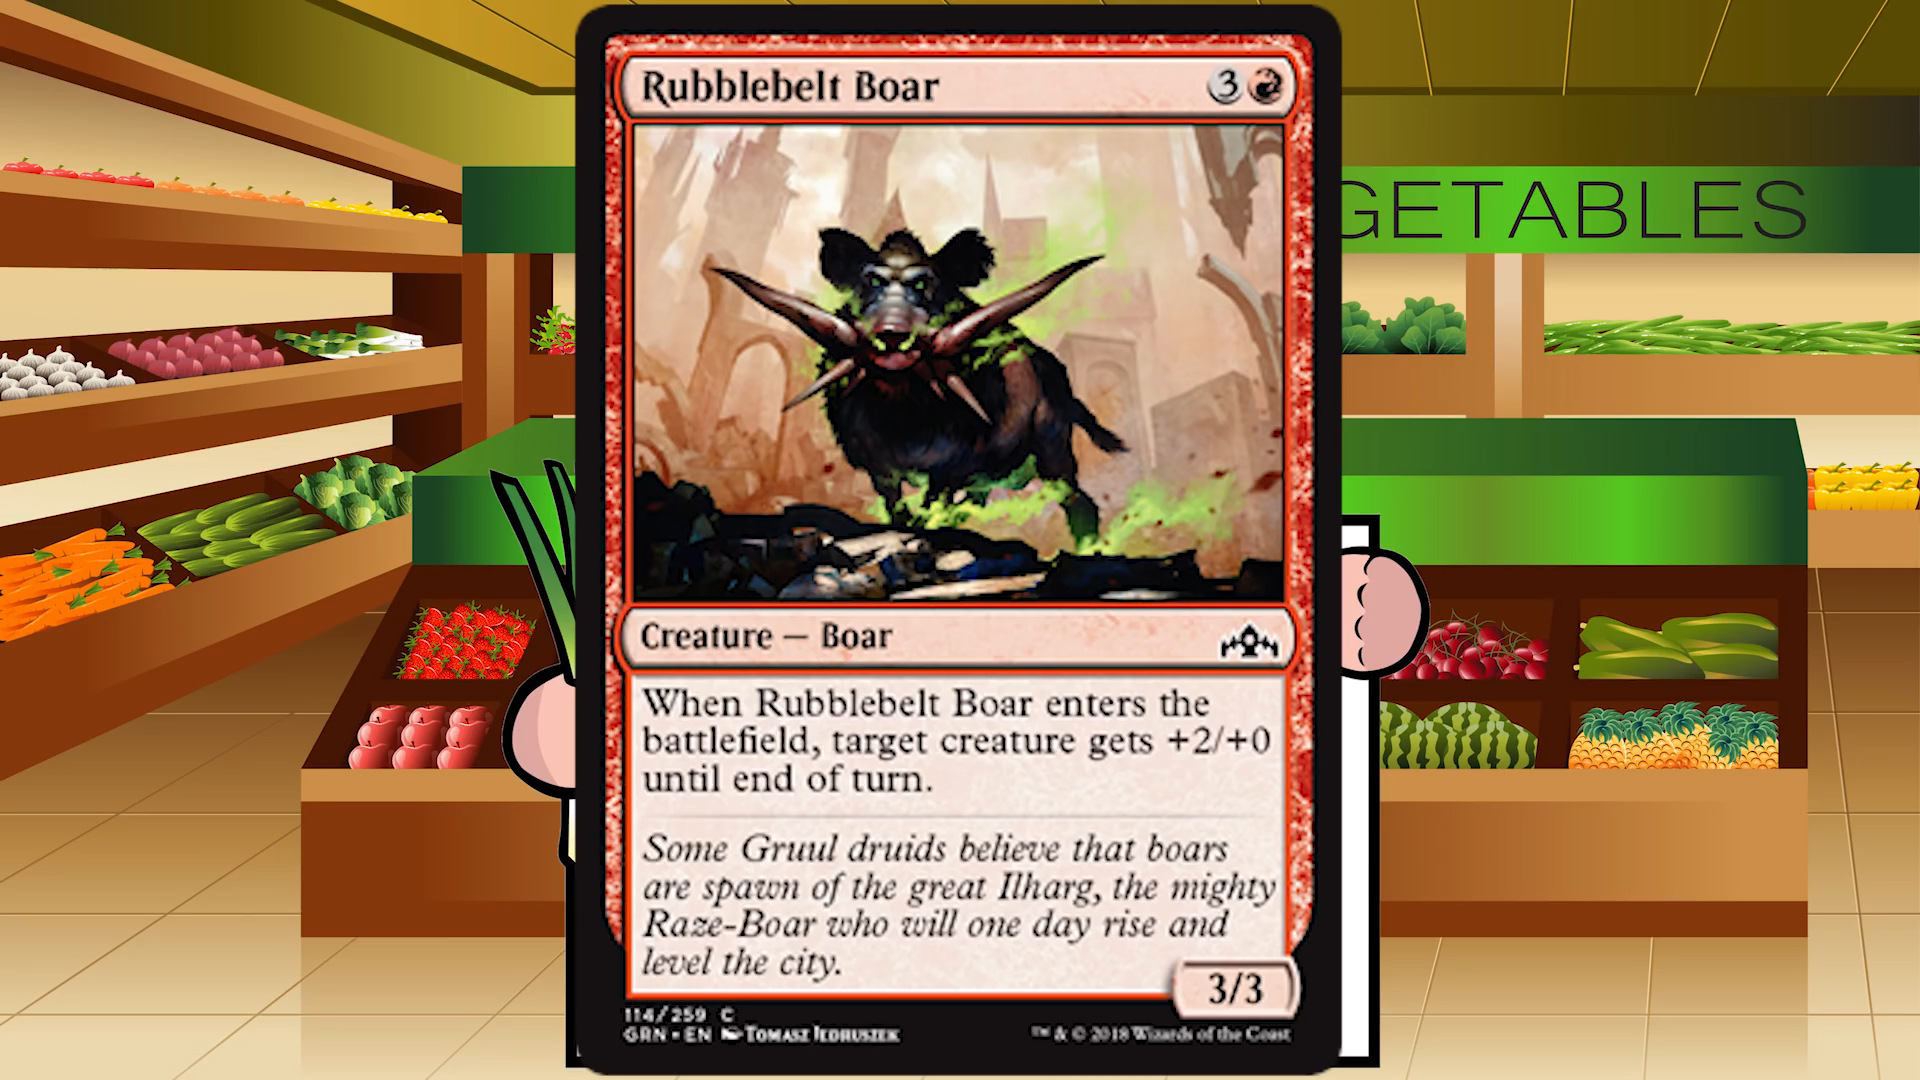 Rubblebelt Boar 3
GETABLES
Creature — Boar
When Rubblebelt Boar enters the
battlefield, target creature gets +2/+0
until end of turn.
Some Gruul druids believe that boars
are spawn of the great Ilharg, the mighty
Raze-Boar who will one day rise and
level the city.
3/3
114/259 C
GRN • EN Tomasz Jedruszek
™ & © 2018 Wizards of the Coast